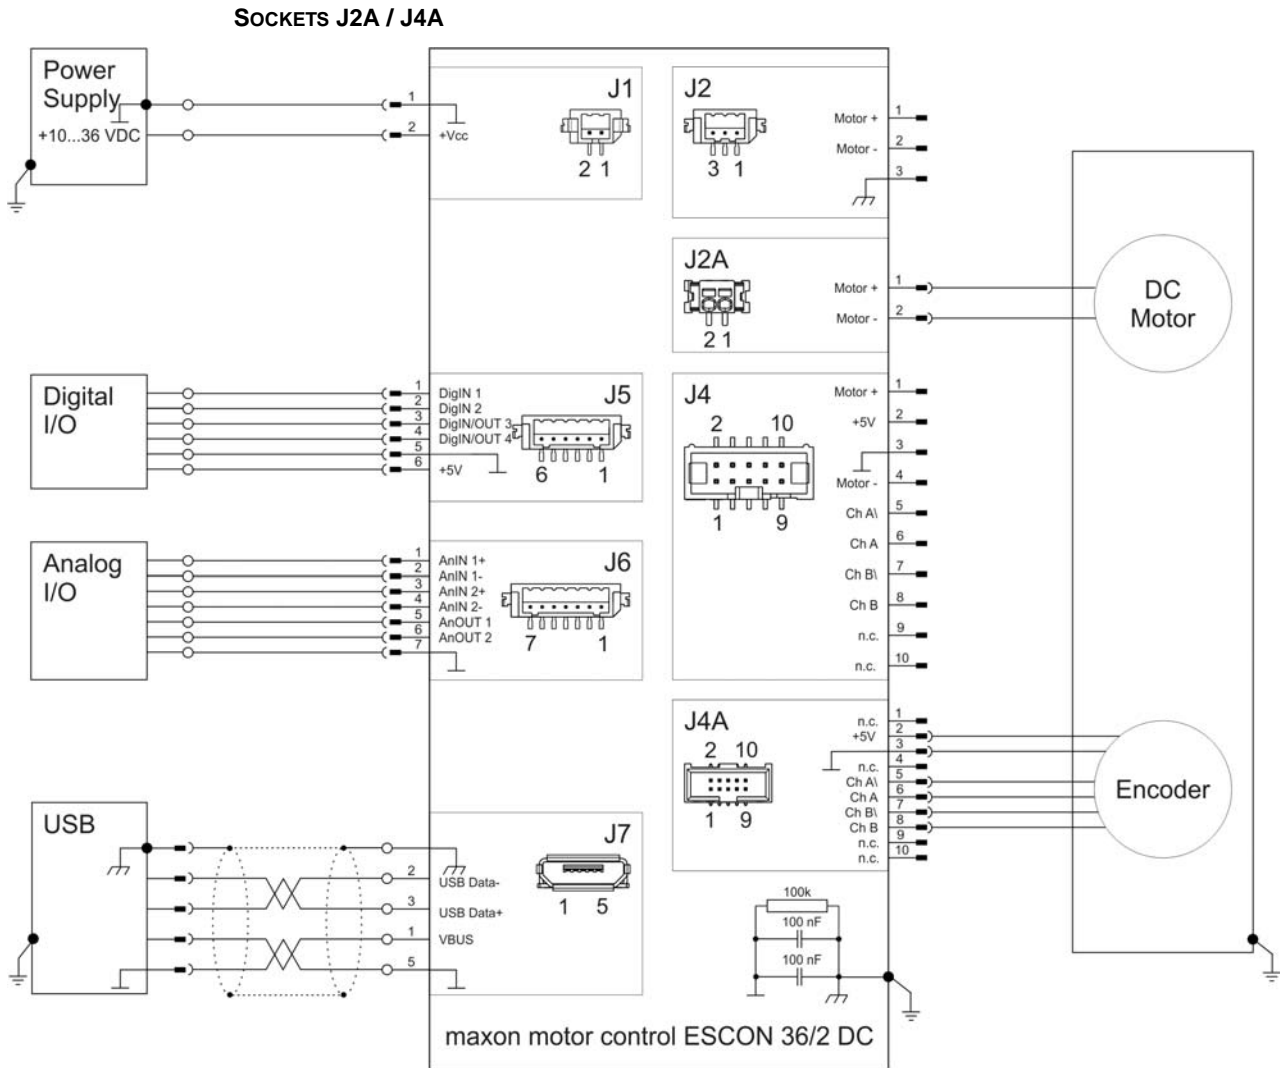 SOCKETS J2A / J4A
Power
Supply
+10...36 VDC
1
2
+Vcc
J1
2 1
J2
3 1
Motor +
1
Motor -
2
3
J2A
2 1
Motor +
1
Motor -
2
DC
Motor
Digital
I/O
1
2
3
4
5
6
DigIN 1
DigIN 2
DigIN/OUT 3
DigIN/OUT 4
+5V
J5
6 1
J4
2 10
1 9
Motor +
1
+5V
2
3
Motor -
4
Ch A\
5
Ch A
6
Ch B\
7
Ch B
8
n.c.
9
n.c.
10
Analog
I/O
1
2
3
4
5
6
7
AnIN 1+
AnIN 1-
AnIN 2+
AnIN 2-
AnOUT 1
AnOUT 2
J6
7 1
J4A
2 10
1 9
n.c.
1
+5V
2
3
n.c.
4
Ch A\
5
Ch A
6
Ch B\
7
Ch B
8
n.c.
9
n.c.
10
Encoder
USB
2
USB Data-
3
USB Data+
1
VBUS
5
J7
1 5
100k
100 nF
100 nF
maxon motor control ESCON 36/2 DC